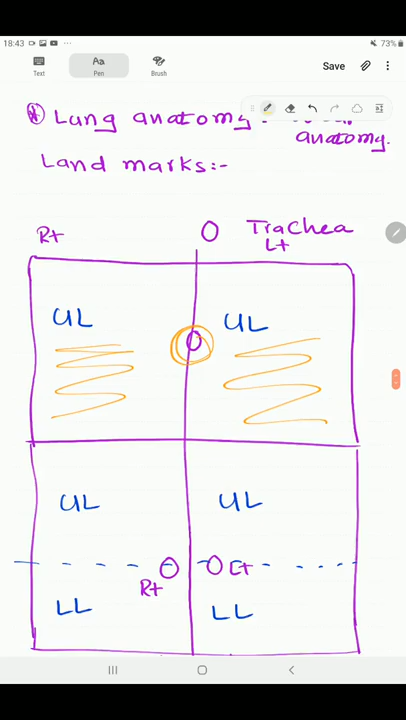 18:43 73%
Text Pen Brush Save
Lung anatomy
anatomy.
Land marks:-
Rt O Trachea
Lt
UL UL
UL UL
Rt Lt
LL LL